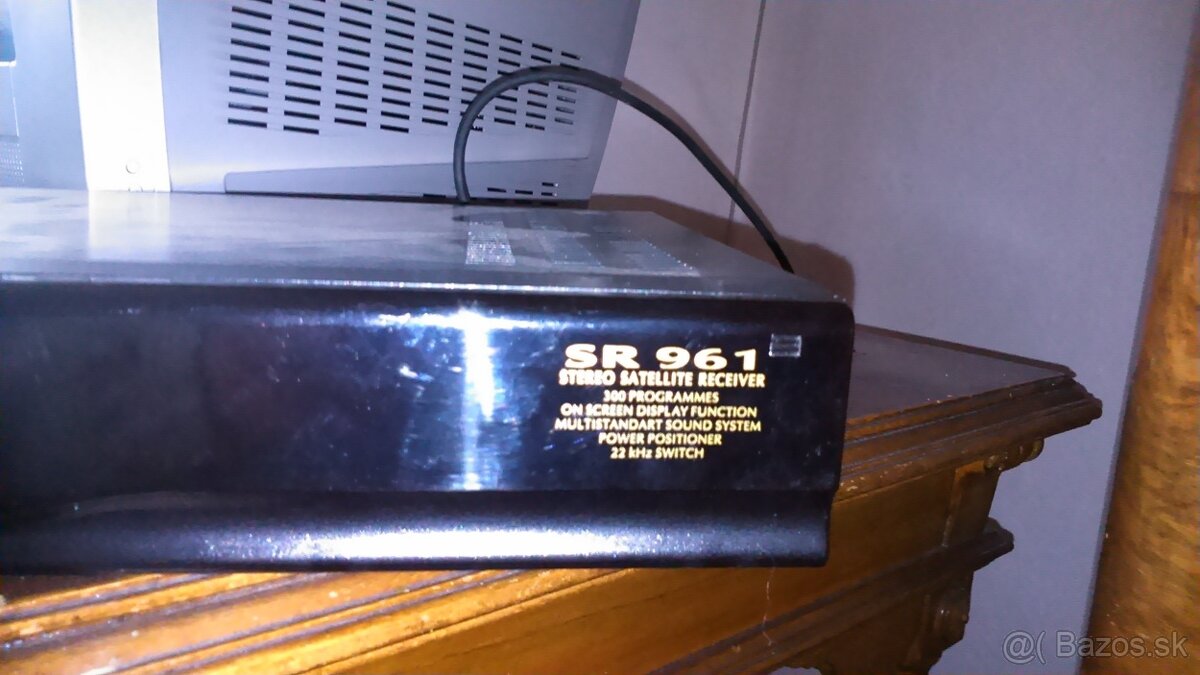 SR 961
STEREO SATELLITE RECEIVER
300 PROGRAMMES
ON SCREEN DISPLAY FUNCTION
MULTISTANDART SOUND SYSTEM
POWER POSITIONER
22 kHz SWITCH
@( Bazos.sk